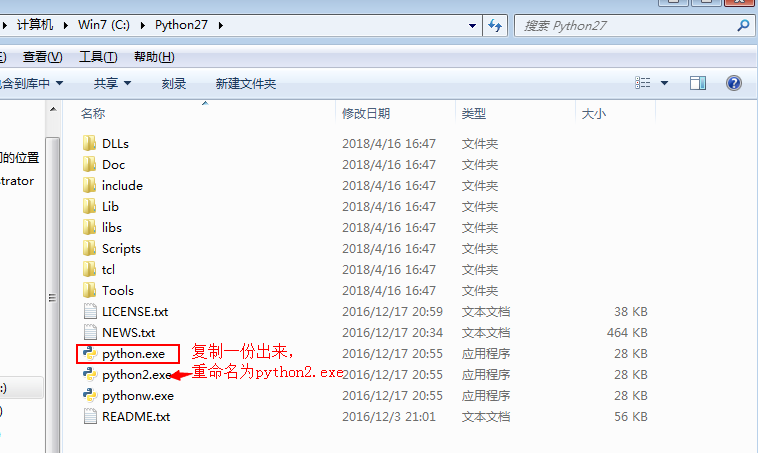 计算机 ▸ Win7 (C:) ▸ Python27 ▸
搜索 Python27
查看(V) 工具(T) 帮助(H)
含到库中 共享 刻录 新建文件夹
名称 修改日期 类型 大小
DLLs 2018/4/16 16:47 文件夹
Doc 2018/4/16 16:47 文件夹
的位置 include 2018/4/16 16:47 文件夹
strator Lib 2018/4/16 16:47 文件夹
libs 2018/4/16 16:47 文件夹
Scripts 2018/4/16 16:47 文件夹
tcl 2018/4/16 16:47 文件夹
Tools 2018/4/16 16:47 文件夹
LICENSE.txt 2016/12/17 20:59 文本文档 38 KB
NEWS.txt 2016/12/17 20:34 文本文档 464 KB
python.exe 复制一份出来， 2016/12/17 20:55 应用程序 28 KB
python2.exe 重命名为python2.exe 2016/12/17 20:55 应用程序 28 KB
:) pythonw.exe 2016/12/17 20:55 应用程序 28 KB
) README.txt 2016/12/3 21:01 文本文档 56 KB